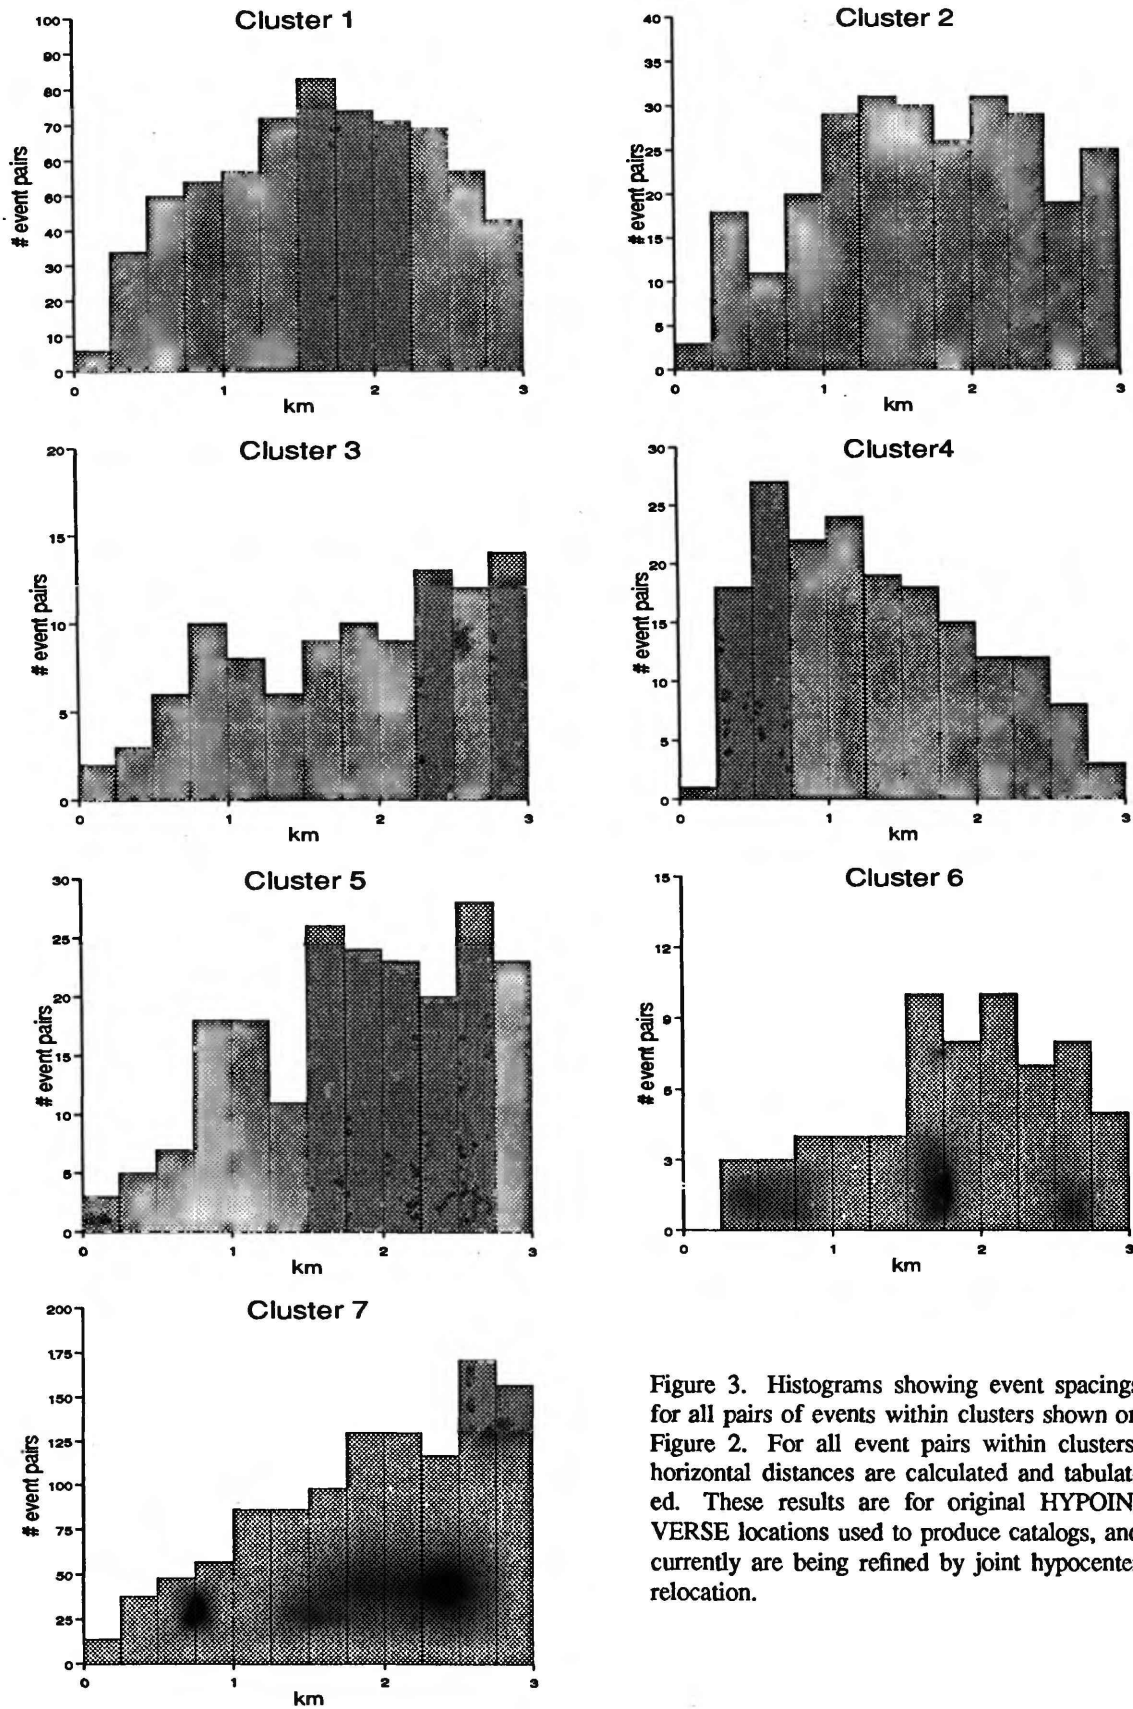 Cluster 1
100
90
80
70
60
50
40
30
20
10
0
# event pairs
0 1 2 3
km
Cluster 2
40
35
30
25
20
15
10
5
0
# event pairs
0 1 2 3
km
Cluster 3
20
15
10
5
0
# event pairs
0 1 2 3
km
Cluster4
30
25
20
15
10
5
0
# event pairs
0 1 2 3
km
Cluster 5
30
25
20
15
10
5
0
# event pairs
0 1 2 3
km
Cluster 6
15
12
9
6
3
0
# event pairs
0 1 2 3
km
Cluster 7
200
175
150
125
100
75
50
25
0
# event pairs
0 1 2 3
km
Figure 3. Histograms showing event spacings
for all pairs of events within clusters shown on
Figure 2. For all event pairs within clusters
horizontal distances are calculated and tabulat-
ed. These results are for original HYPOIN-
VERSE locations used to produce catalogs, and
currently are being refined by joint hypocenter
relocation.